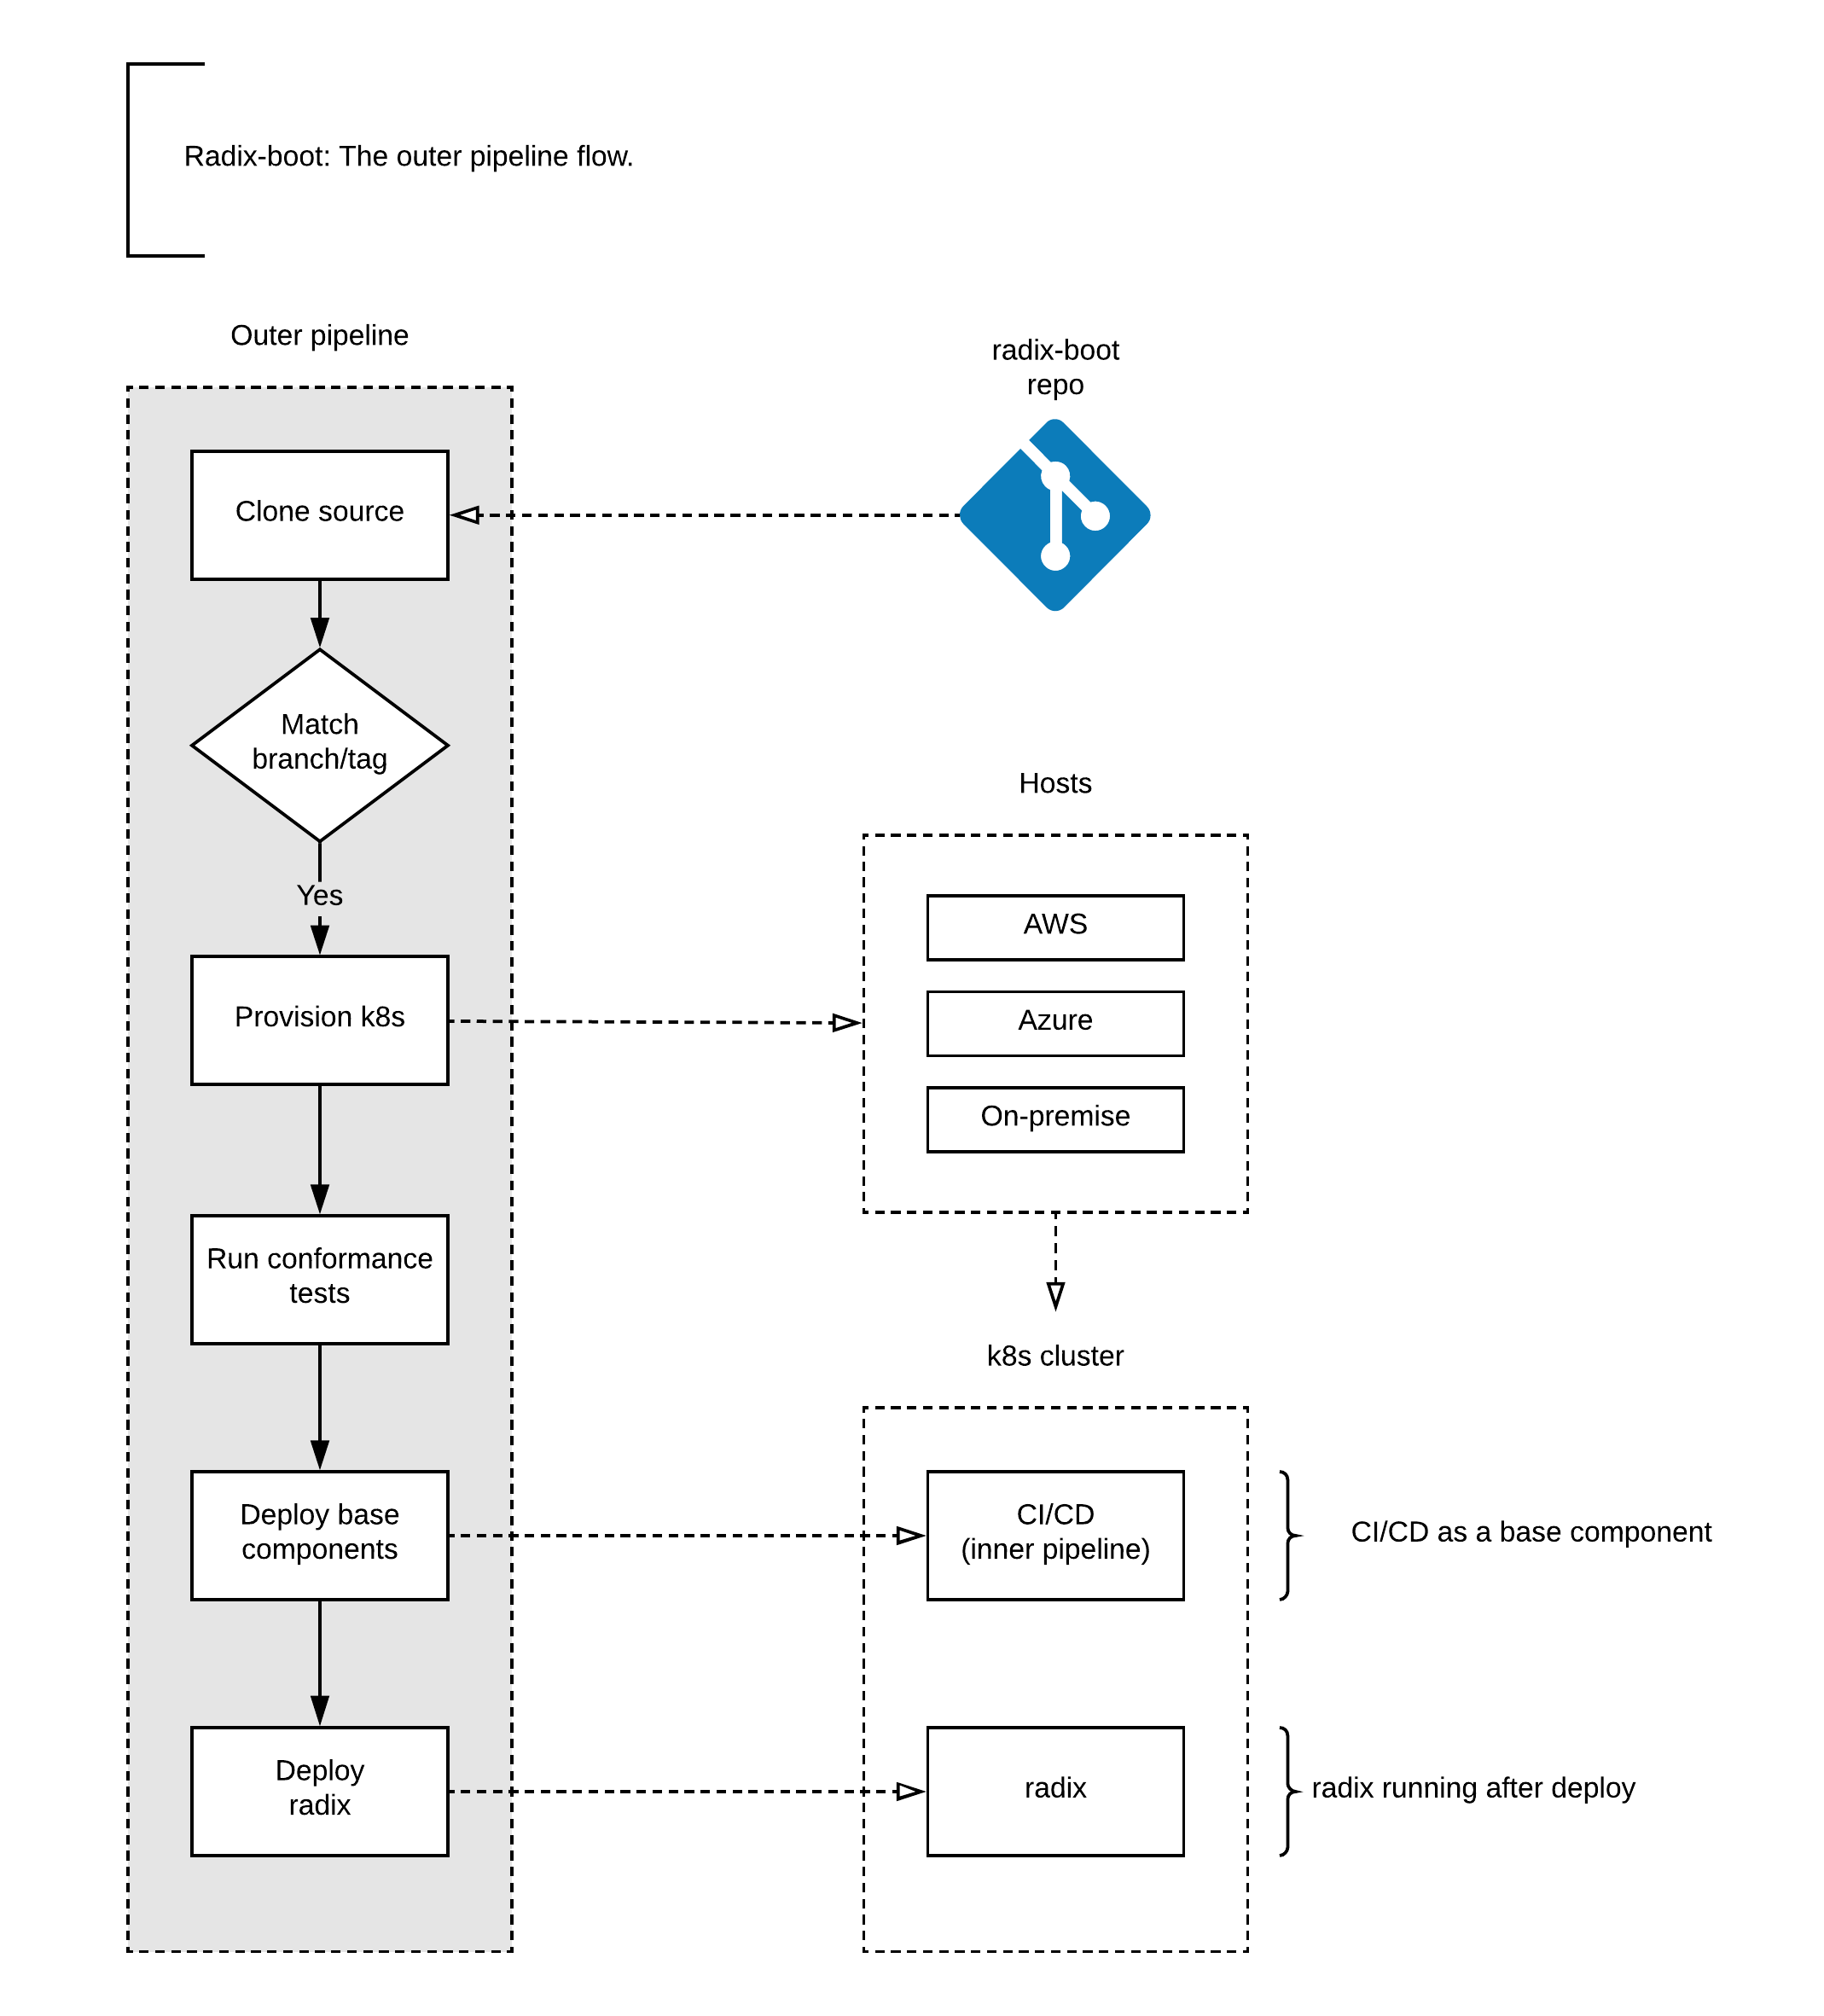 Radix-boot: The outer pipeline flow.
Outer pipeline
radix-boot
repo
Clone source
Match
branch/tag
Yes
Provision k8s
Run conformance
tests
Deploy base
components
Deploy
radix
Hosts
AWS
Azure
On-premise
k8s cluster
CI/CD
(inner pipeline)
CI/CD as a base component
radix
radix running after deploy